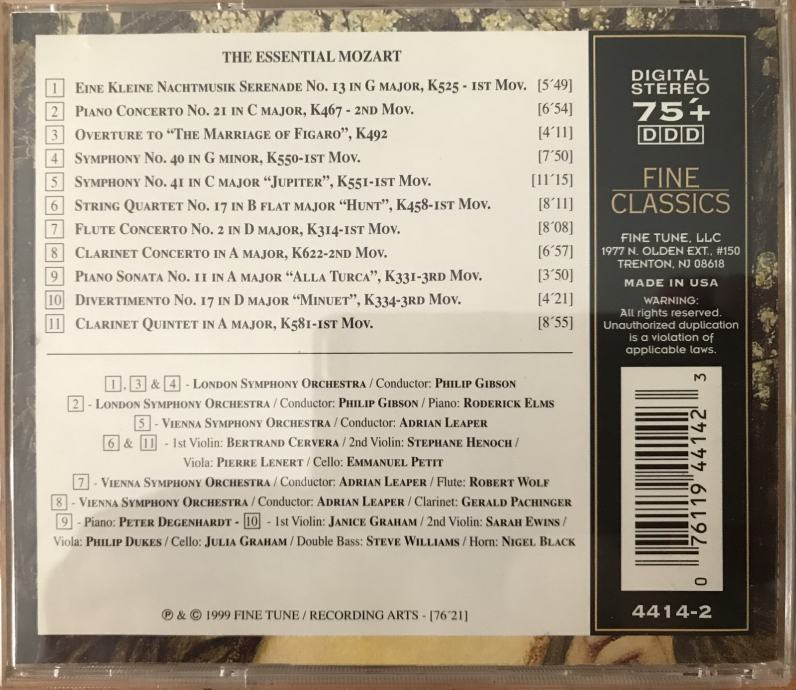 THE ESSENTIAL MOZART
1 EINE KLEINE NACHTMUSIK SERENADE NO. 13 IN G MAJOR, K525 - 1ST MOV. [5´49]
2 PIANO CONCERTO NO. 21 IN C MAJOR, K467 - 2ND MOV. [6´54]
3 OVERTURE TO “THE MARRIAGE OF FIGARO”, K492 [4´11]
4 SYMPHONY NO. 40 IN G MINOR, K550-1ST MOV. [7´50]
5 SYMPHONY NO. 41 IN C MAJOR “JUPITER”, K551-1ST MOV. [11´15]
6 STRING QUARTET NO. 17 IN B FLAT MAJOR “HUNT”, K458-1ST MOV. [8´11]
7 FLUTE CONCERTO NO. 2 IN D MAJOR, K314-1ST MOV. [8´08]
8 CLARINET CONCERTO IN A MAJOR, K622-2ND MOV. [6´57]
9 PIANO SONATA NO. 11 IN A MAJOR “ALLA TURCA”, K331-3RD MOV. [3´50]
10 DIVERTIMENTO NO. 17 IN D MAJOR “MINUET”, K334-3RD MOV. [4´21]
11 CLARINET QUINTET IN A MAJOR, K581-1ST MOV. [8´55]
1, 3 & 4 - LONDON SYMPHONY ORCHESTRA / Conductor: PHILIP GIBSON
2 - LONDON SYMPHONY ORCHESTRA / Conductor: PHILIP GIBSON / Piano: RODERICK ELMS
5 - VIENNA SYMPHONY ORCHESTRA / Conductor: ADRIAN LEAPER
6 & 11 - 1st Violin: BERTRAND CERVERA / 2nd Violin: STEPHANE HENOCH /
Viola: PIERRE LENERT / Cello: EMMANUEL PETIT
7 - VIENNA SYMPHONY ORCHESTRA / Conductor: ADRIAN LEAPER / Flute: ROBERT WOLF
8 - VIENNA SYMPHONY ORCHESTRA / Conductor: ADRIAN LEAPER / Clarinet: GERALD PACHINGER
9 - Piano: PETER DEGENHARDT - 10 - 1st Violin: JANICE GRAHAM / 2nd Violin: SARAH EWINS /
Viola: PHILIP DUKES / Cello: JULIA GRAHAM / Double Bass: STEVE WILLIAMS / Horn: NIGEL BLACK
℗ & © 1999 FINE TUNE / RECORDING ARTS - [76´21]
DIGITAL
STEREO
75´+
DDD
FINE
CLASSICS
FINE TUNE, LLC
1977 N. OLDEN EXT., #150
TRENTON, NJ 08618
MADE IN USA
WARNING:
All rights reserved.
Unauthorized duplication
is a violation of
applicable laws.
0 76119 44142 3
4414-2